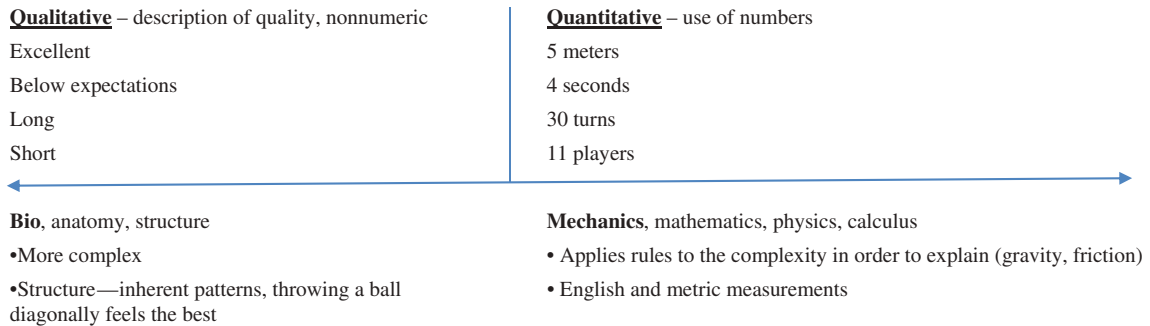 Qualitative – description of quality, nonnumeric
Excellent
Below expectations
Long
Short
Quantitative – use of numbers
5 meters
4 seconds
30 turns
11 players
Bio, anatomy, structure
•More complex
•Structure—inherent patterns, throwing a ball
diagonally feels the best
Mechanics, mathematics, physics, calculus
• Applies rules to the complexity in order to explain (gravity, friction)
• English and metric measurements